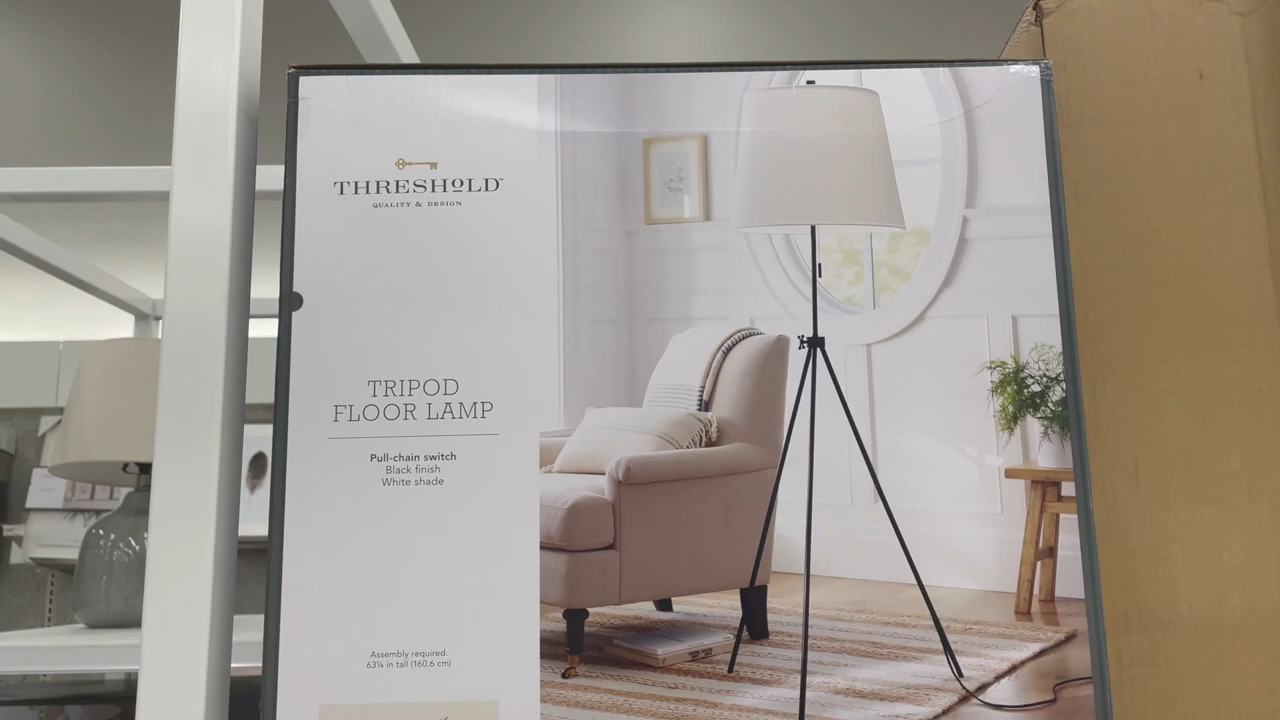 THRESHOLD™
QUALITY & DESIGN
TRIPOD
FLOOR LAMP
Pull-chain switch
Black finish
White shade
Assembly required.
63¼ in tall (160.6 cm)